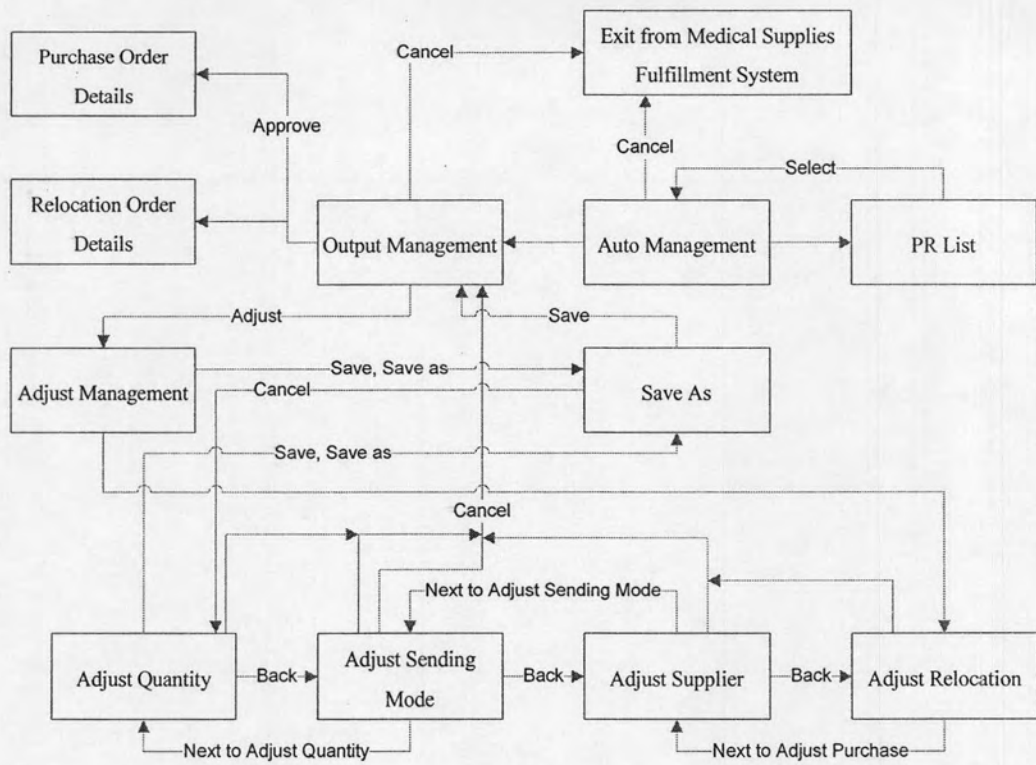 Purchase Order
Details
Cancel
Exit from Medical Supplies
Fulfillment System
Approve
Cancel
Select
Relocation Order
Details
Output Management
Auto Management
PR List
Adjust
Save
Adjust Management
Save, Save as
Cancel
Save As
Save, Save as
Cancel
Next to Adjust Sending Mode
Adjust Quantity
Back
Adjust Sending
Mode
Back
Adjust Supplier
Back
Adjust Relocation
Next to Adjust Quantity
Next to Adjust Purchase